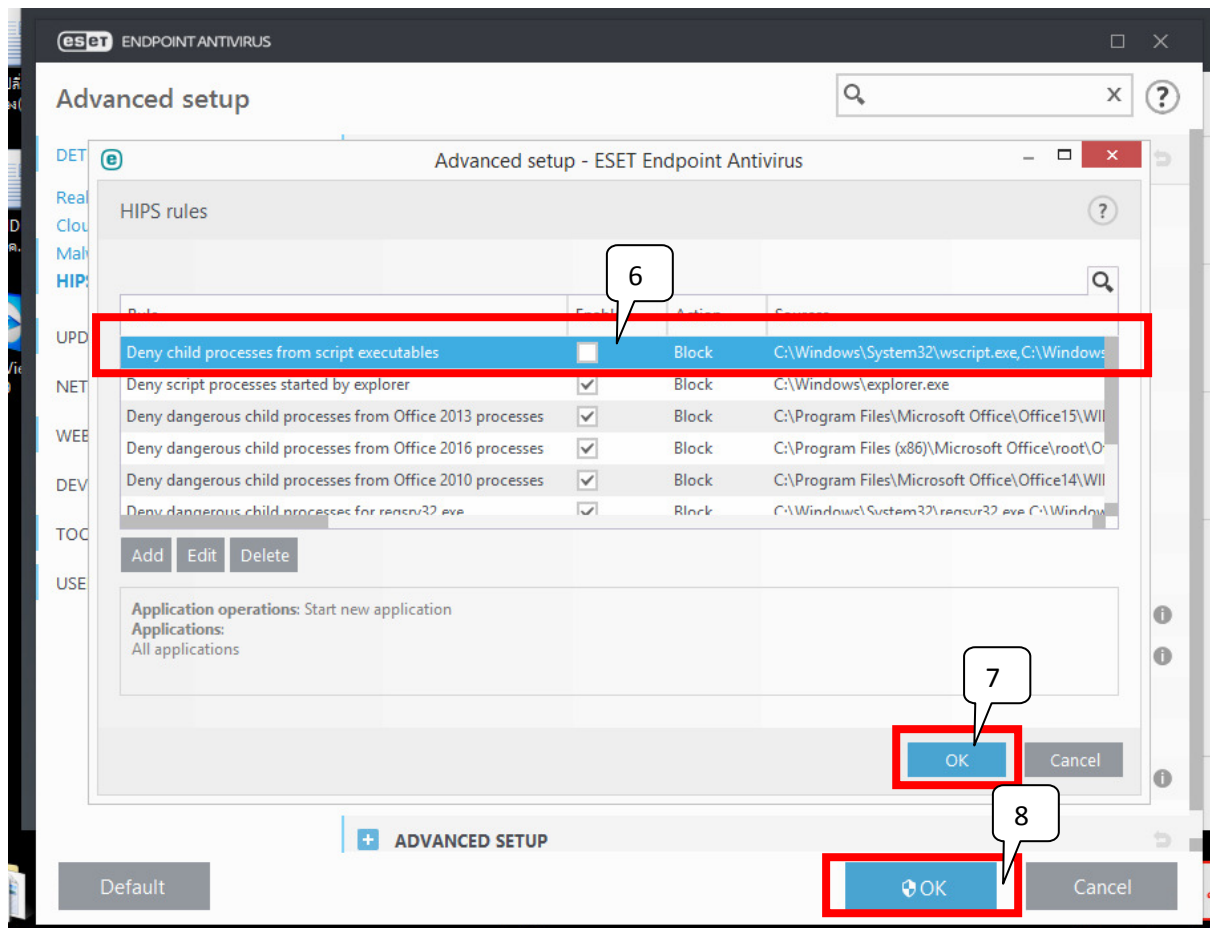 eset ENDPOINT ANTIVIRUS
Advanced setup
x
?
DET
Advanced setup - ESET Endpoint Antivirus
Real
Clou
Malv
HIPS
HIPS rules
?
6
UPD
Deny child processes from script executables Block C:\Windows\System32\wscript.exe,C:\Windows
NET
Deny script processes started by explorer Block C:\Windows\explorer.exe
Deny dangerous child processes from Office 2013 processes Block C:\Program Files\Microsoft Office\Office15\WI
WEB
Deny dangerous child processes from Office 2016 processes Block C:\Program Files (x86)\Microsoft Office\root\O
DEV
Deny dangerous child processes from Office 2010 processes Block C:\Program Files\Microsoft Office\Office14\WI
Deny dangerous child processes for regsrv32 exe Block C:\Windows\System32\regsvr32 exe C:\Window
TOO
Add Edit Delete
USE
Application operations: Start new application
Applications:
All applications
7
OK Cancel
8
ADVANCED SETUP
Default
OK Cancel